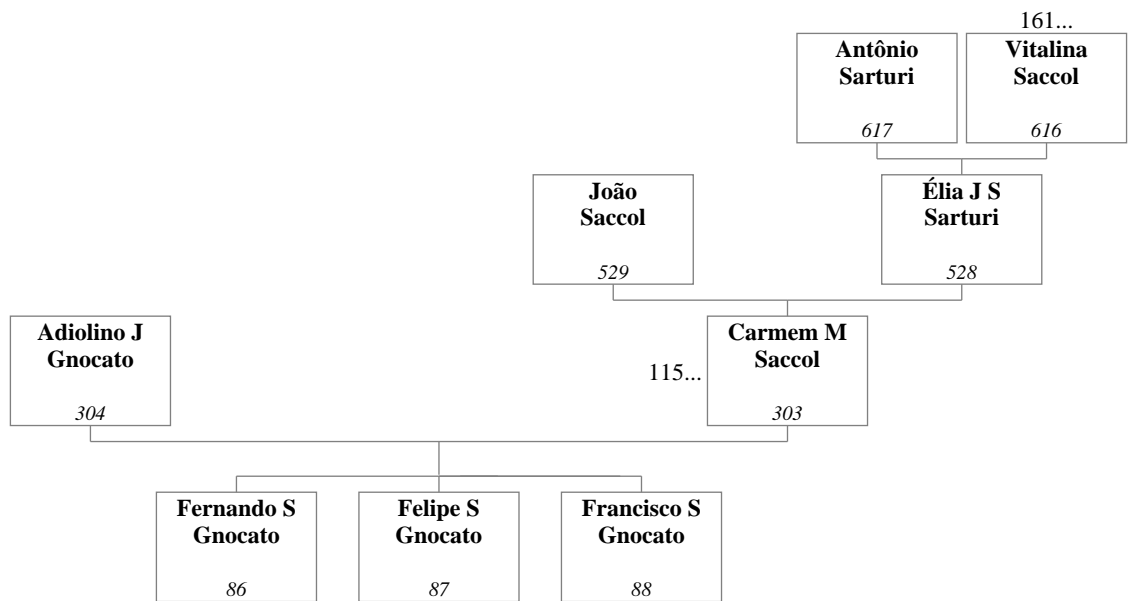 161...
Antônio
Sarturi
617
Vitalina
Saccol
616
João
Saccol
529
Élia J S
Sarturi
528
Adiolino J
Gnocato
304
115...
Carmem M
Saccol
303
Fernando S
Gnocato
86
Felipe S
Gnocato
87
Francisco S
Gnocato
88